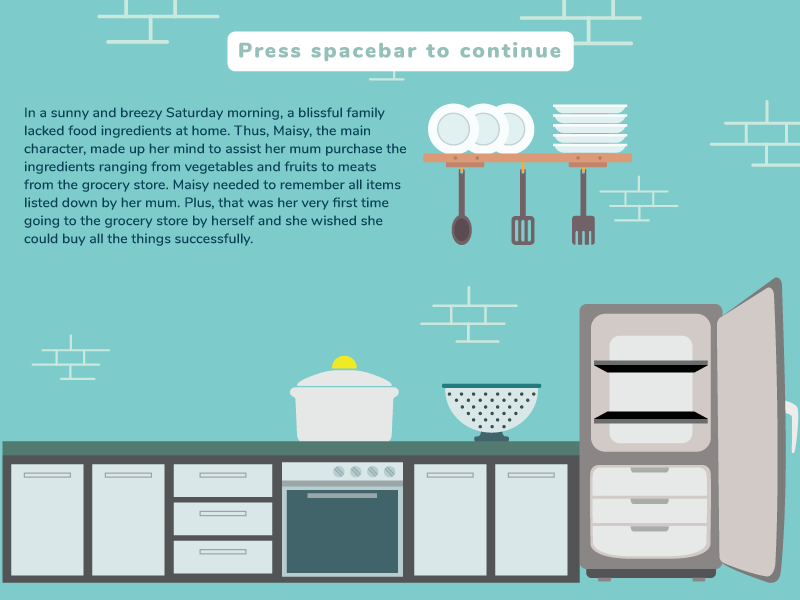 Press spacebar to continue
In a sunny and breezy Saturday morning, a blissful family
lacked food ingredients at home. Thus, Maisy, the main
character, made up her mind to assist her mum purchase the
ingredients ranging from vegetables and fruits to meats
from the grocery store. Maisy needed to remember all items
listed down by her mum. Plus, that was her very first time
going to the grocery store by herself and she wished she
could buy all the things successfully.